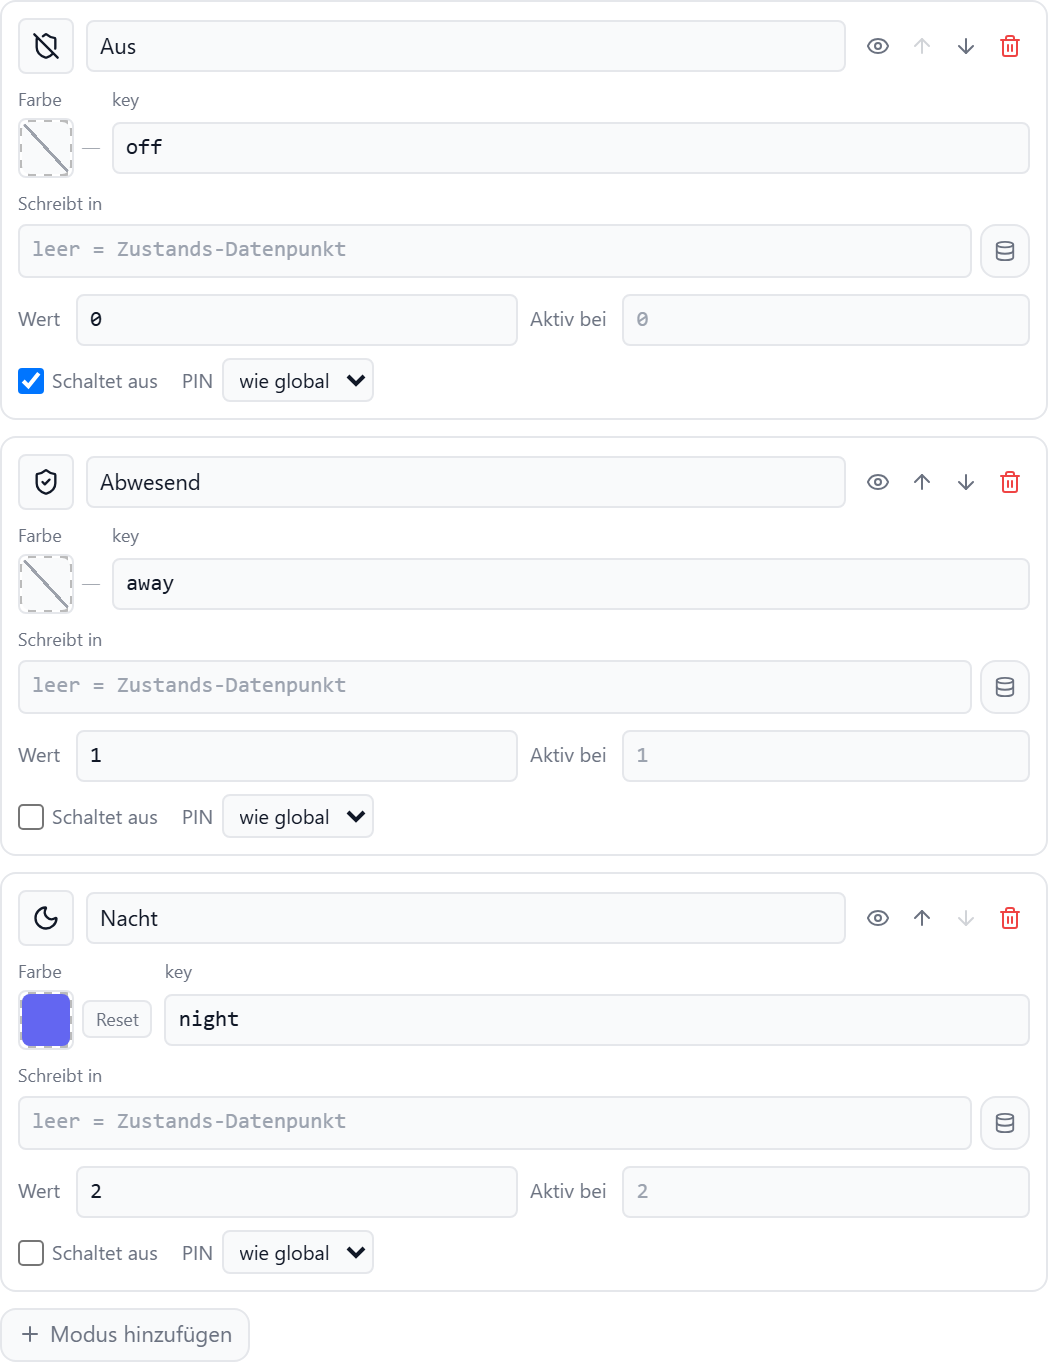 Aus
Farbe key
— off
Schreibt in
leer = Zustands-Datenpunkt
Wert 0 Aktiv bei 0
Schaltet aus PIN wie global
Abwesend
Farbe key
— away
Schreibt in
leer = Zustands-Datenpunkt
Wert 1 Aktiv bei 1
Schaltet aus PIN wie global
Nacht
Farbe key
Reset night
Schreibt in
leer = Zustands-Datenpunkt
Wert 2 Aktiv bei 2
Schaltet aus PIN wie global
+ Modus hinzufügen